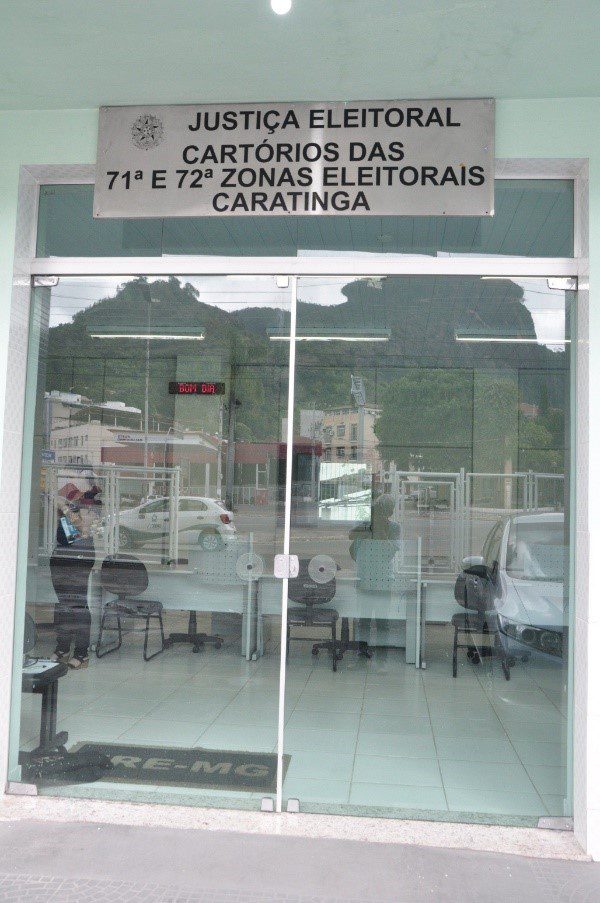 JUSTIÇA ELEITORAL
CARTÓRIOS DAS
71ª E 72ª ZONAS ELEITORAIS
CARATINGA
BOM DIA
RE-MG